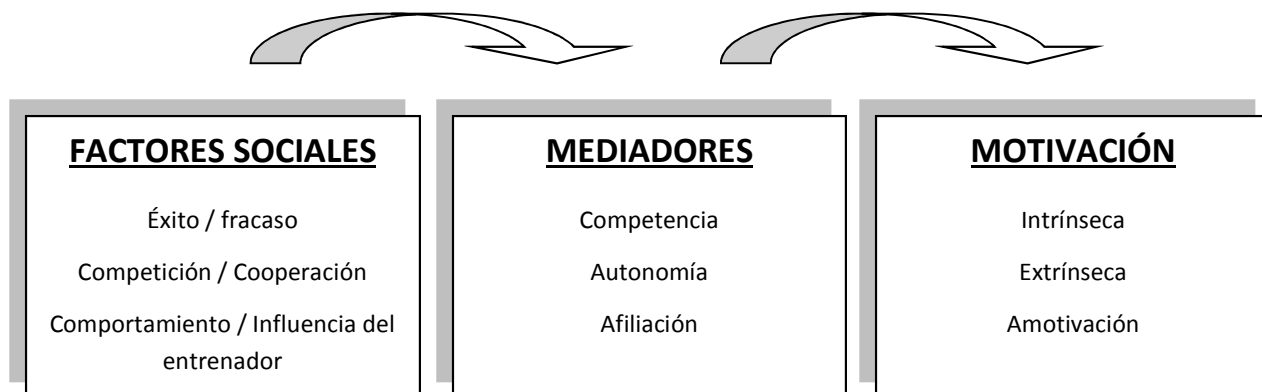 FACTORES SOCIALES
Éxito / fracaso
Competición / Cooperación
Comportamiento / Influencia del
entrenador
MEDIADORES
Competencia
Autonomía
Afiliación
MOTIVACIÓN
Intrínseca
Extrínseca
Amotivación